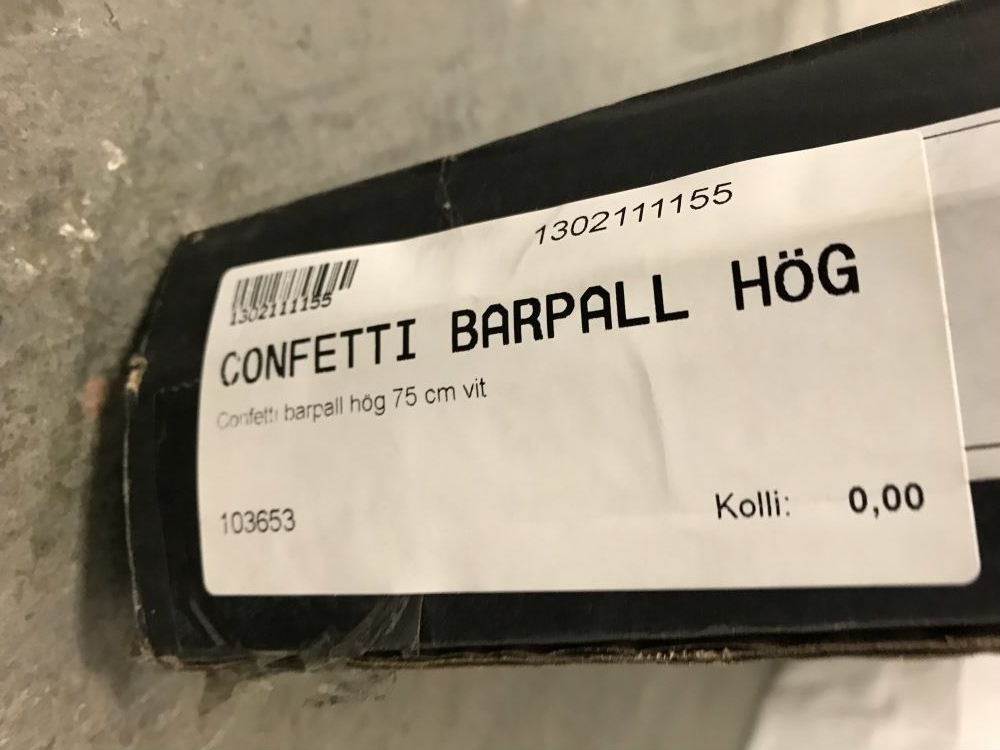 1302111155
1302111155
CONFETTI BARPALL HÖG
Confetti barpall hög 75 cm vit
103653
Kolli: 0,00